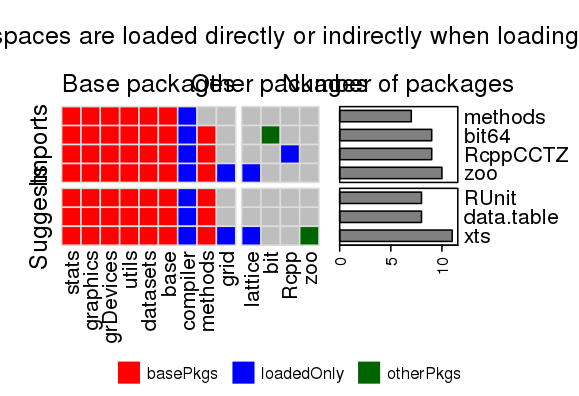 spaces are loaded directly or indirectly when loading
Base packages
Other packages
Number of packages
Imports
Suggests
methods
bit64
RcppCCTZ
zoo
RUnit
data.table
xts
0
5
10
stats
graphics
grDevices
utils
datasets
base
compiler
methods
grid
lattice
bit
Rcpp
zoo
basePkgs loadedOnly otherPkgs